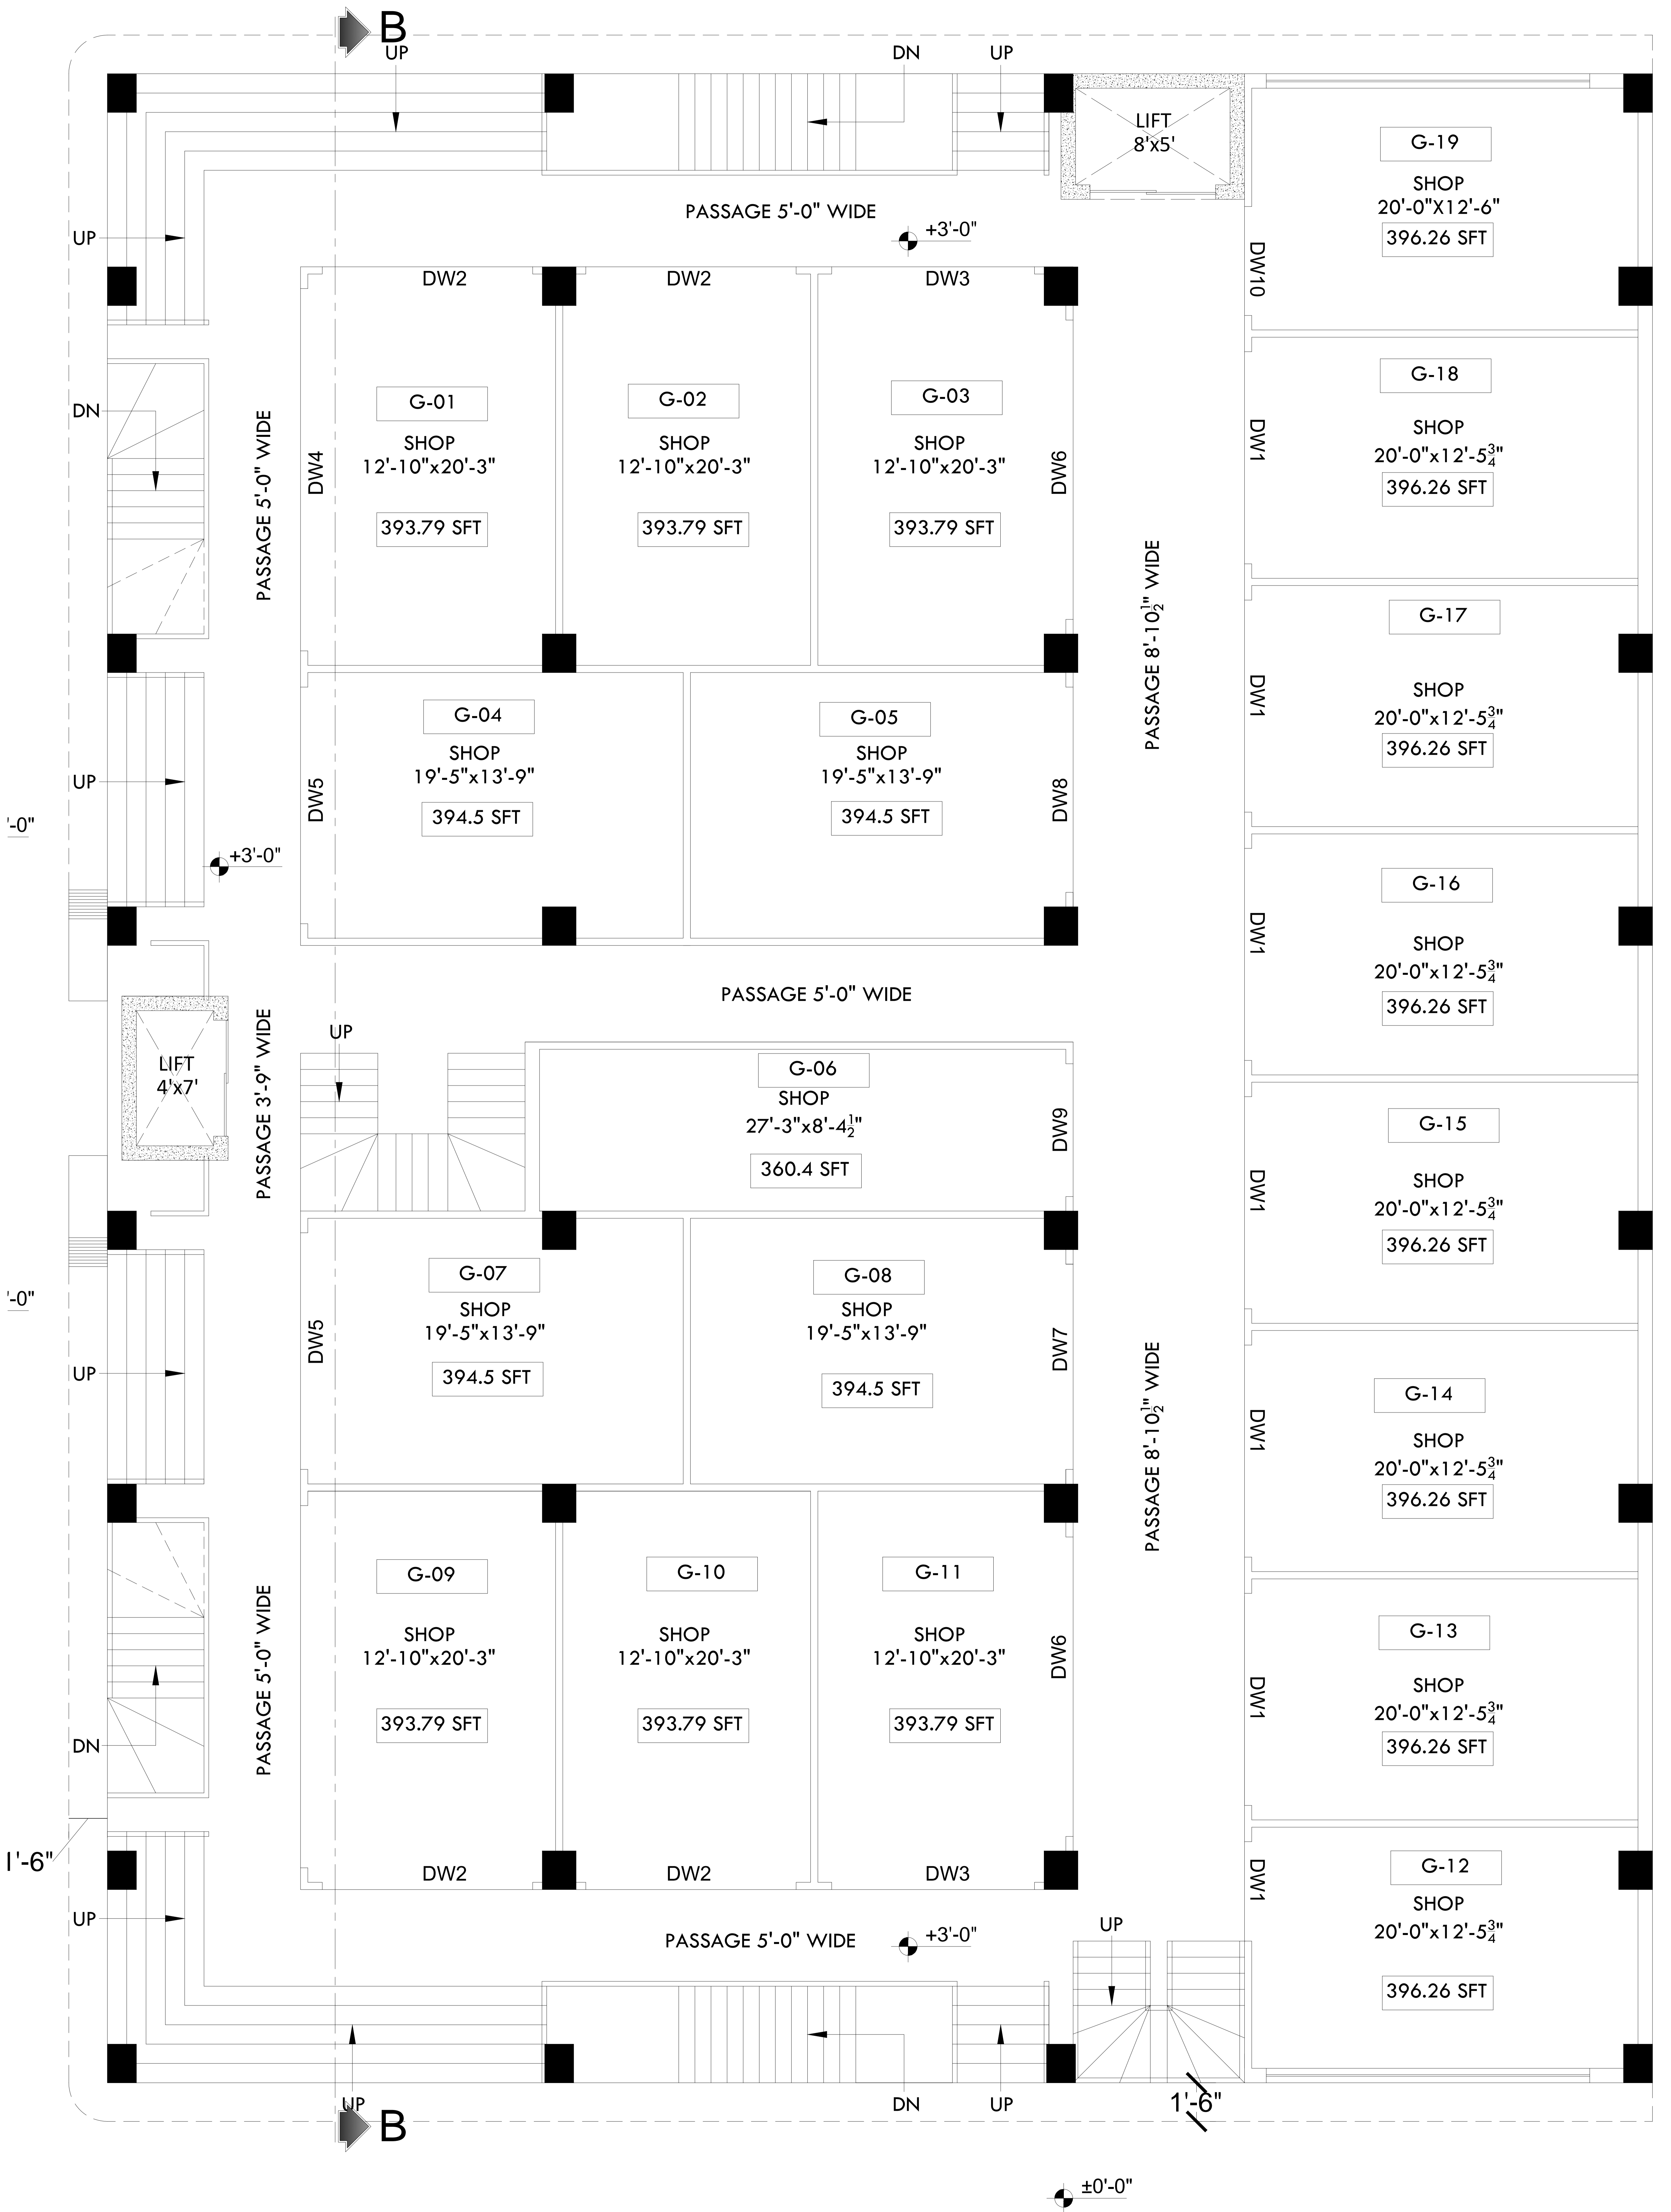 B
UP
DN
UP
LIFT
8'x5'
G-19
SHOP
20'-0"X12'-6"
396.26 SFT
PASSAGE 5'-0" WIDE
+3'-0"
UP
DW10
DW2
DW2
DW3
G-01
SHOP
12'-10"x20'-3"
393.79 SFT
G-02
SHOP
12'-10"x20'-3"
393.79 SFT
G-03
SHOP
12'-10"x20'-3"
393.79 SFT
G-18
SHOP
20'-0"x12'-5¾"
396.26 SFT
DN
PASSAGE 5'-0" WIDE
DW4
DW6
DW1
PASSAGE 8'-10½" WIDE
G-17
SHOP
20'-0"x12'-5¾"
396.26 SFT
DW1
G-04
SHOP
19'-5"x13'-9"
394.5 SFT
G-05
SHOP
19'-5"x13'-9"
394.5 SFT
UP
DW5
DW8
'-0"
+3'-0"
G-16
SHOP
20'-0"x12'-5¾"
396.26 SFT
DW1
PASSAGE 5'-0" WIDE
UP
LIFT
4'x7'
PASSAGE 3'-9" WIDE
G-06
SHOP
27'-3"x8'-4½"
360.4 SFT
DW9
G-15
SHOP
20'-0"x12'-5¾"
396.26 SFT
DW1
G-07
SHOP
19'-5"x13'-9"
394.5 SFT
G-08
SHOP
19'-5"x13'-9"
394.5 SFT
'-0"
UP
DW5
DW7
PASSAGE 8'-10½" WIDE
G-14
SHOP
20'-0"x12'-5¾"
396.26 SFT
DW1
G-09
SHOP
12'-10"x20'-3"
393.79 SFT
G-10
SHOP
12'-10"x20'-3"
393.79 SFT
G-11
SHOP
12'-10"x20'-3"
393.79 SFT
PASSAGE 5'-0" WIDE
DW6
G-13
SHOP
20'-0"x12'-5¾"
396.26 SFT
DW1
DN
1'-6"
DW2
DW2
DW3
G-12
SHOP
20'-0"x12'-5¾"
396.26 SFT
DW1
UP
PASSAGE 5'-0" WIDE
+3'-0"
UP
UP
B
DN
UP
1'-6"
±0'-0"